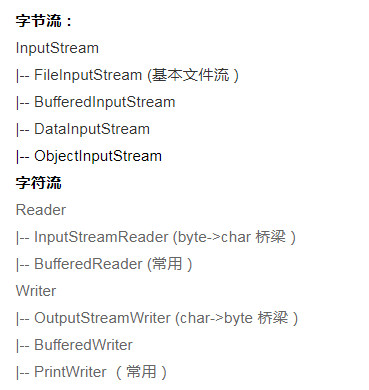 字节流：
InputStream
|-- FileInputStream (基本文件流）
|-- BufferedInputStream
|-- DataInputStream
|-- ObjectInputStream
字符流
Reader
|-- InputStreamReader (byte->char 桥梁）
|-- BufferedReader (常用）
Writer
|-- OutputStreamWriter (char->byte 桥梁）
|-- BufferedWriter
|-- PrintWriter （常用）